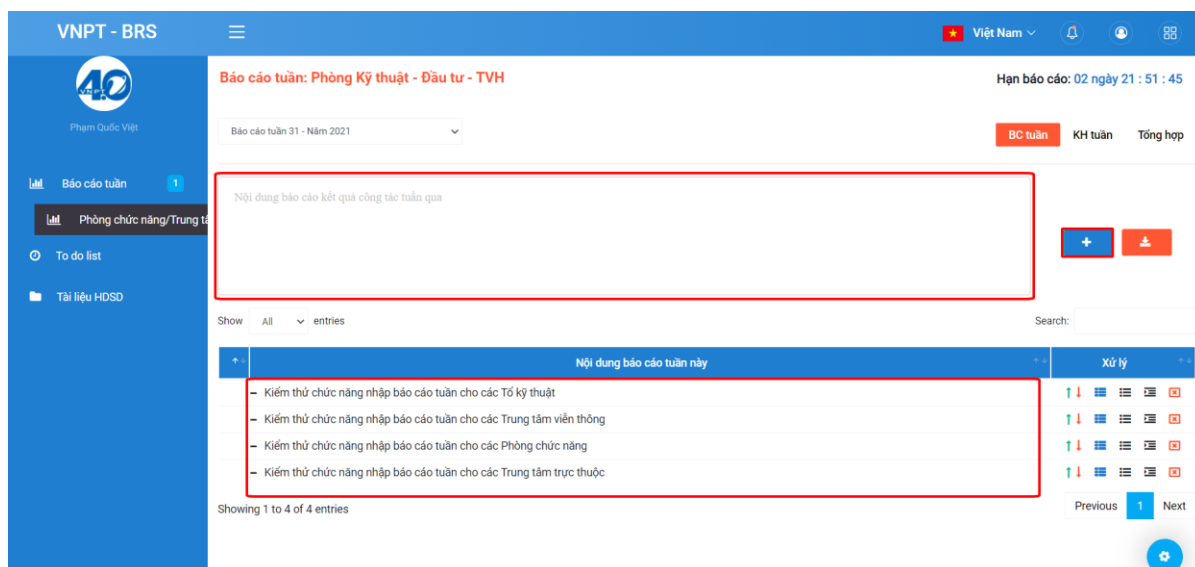 VNPT - BRS
Việt Nam
VNPT
4.0
Phạm Quốc Việt
Báo cáo tuần 1
Phòng chức năng/Trung tâ
To do list
Tài liệu HDSD
Báo cáo tuần: Phòng Kỹ thuật - Đầu tư - TVH
Hạn báo cáo: 02 ngày 21 : 51 : 45
Báo cáo tuần 31 - Năm 2021
BC tuần KH tuần Tổng hợp
Nội dung báo cáo kết quả công tác tuần qua
Show All entries
Search:
Nội dung báo cáo tuần này Xử lý
– Kiểm thử chức năng nhập báo cáo tuần cho các Tổ kỹ thuật
– Kiểm thử chức năng nhập báo cáo tuần cho các Trung tâm viễn thông
– Kiểm thử chức năng nhập báo cáo tuần cho các Phòng chức năng
– Kiểm thử chức năng nhập báo cáo tuần cho các Trung tâm trực thuộc
Showing 1 to 4 of 4 entries
Previous 1 Next